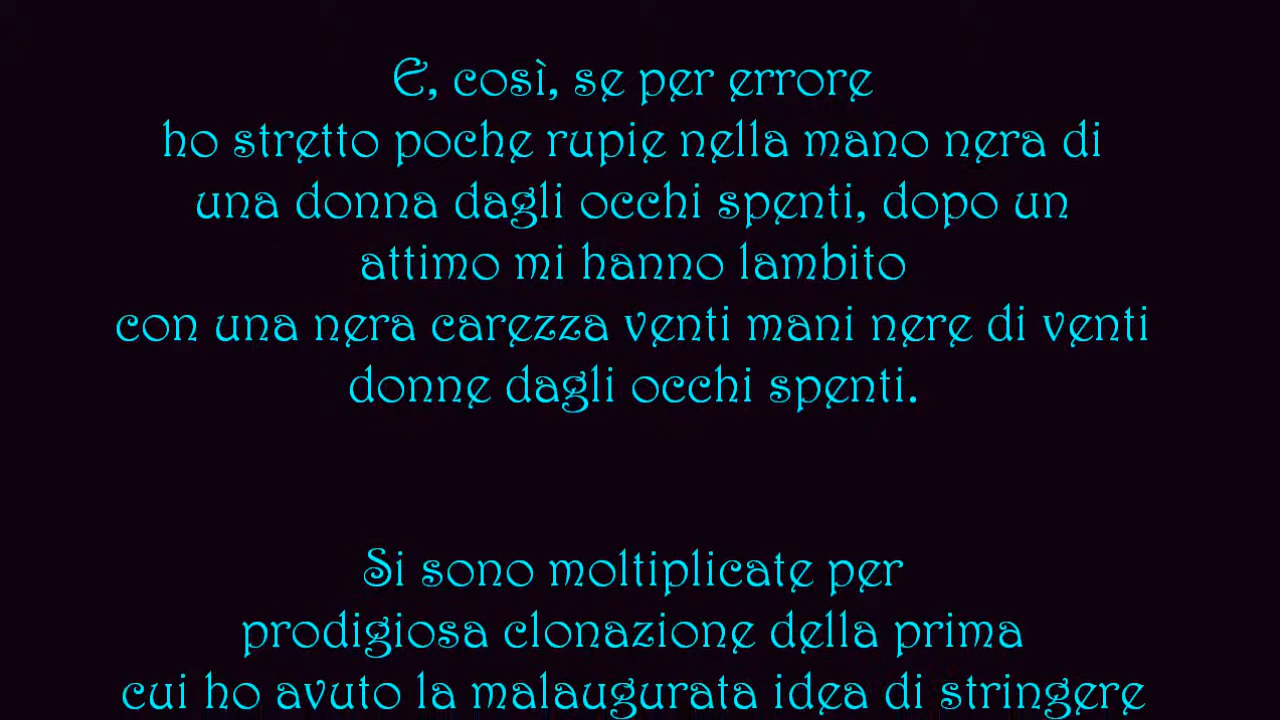 E, così, se per errore
ho stretto poche rupie nella mano nera di
una donna dagli occhi spenti, dopo un
attimo mi hanno lambito
con una nera carezza venti mani nere di venti
donne dagli occhi spenti.
Si sono moltiplicate per
prodigiosa clonazione della prima
cui ho avuto la malaugurata idea di stringere